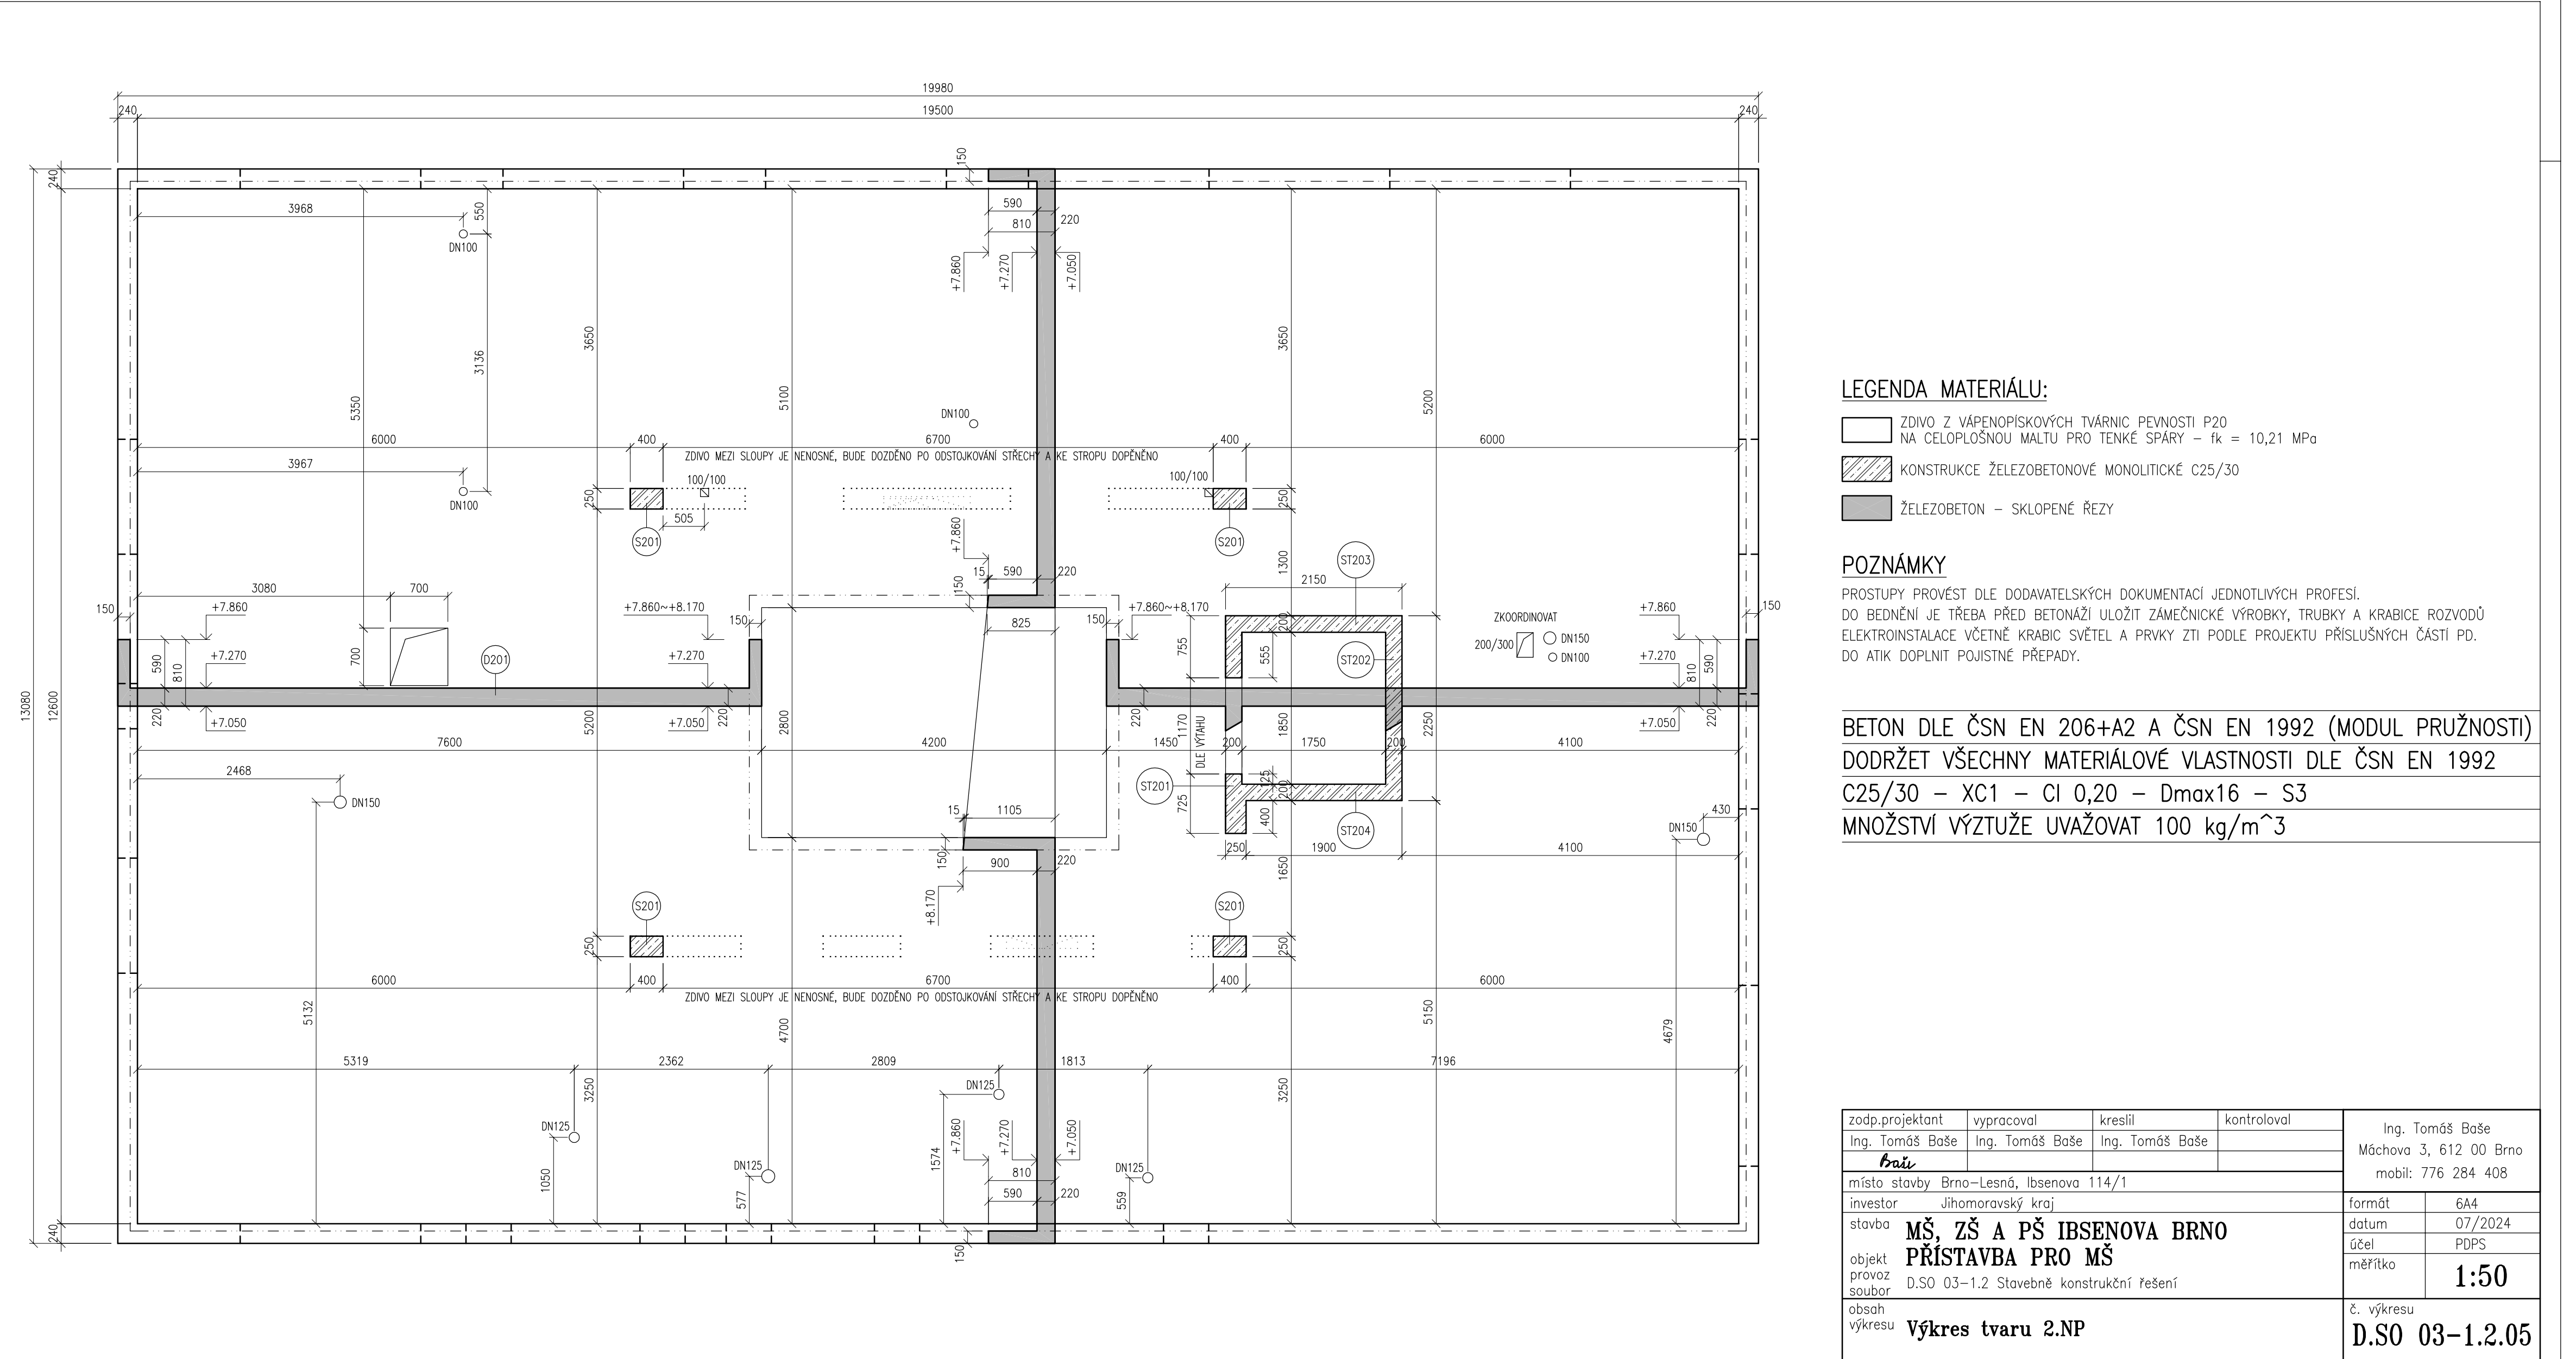 19980
240
19500
240
240
150
3968
550
DN100
590
220
810
+7.860
+7.270
+7.050
3650
3650
3136
5350
5100
5200
DN100
6000
400
6700
400
6000
ZDIVO MEZI SLOUPY JE NENOSNÉ, BUDE DOZDĚNO PO ODSTOJKOVÁNÍ STŘECHY A KE STROPU DOPĚNĚNO
3967
100/100
100/100
DN100
250
250
505
S201
+7.860
S201
1300
ST203
15
590
220
150
2150
3080
700
150
+7.860
+7.860~+8.170
150
825
150
+7.860~+8.170
200
ZKOORDINOVAT
+7.860
150
DN150
200/300
DN100
755
555
590
810
+7.270
700
D201
+7.270
ST202
+7.270
810
590
220
+7.050
5200
+7.050
220
2800
220
1170
DLE VÝTAHU
1850
2250
+7.050
220
13080
12600
7600
4200
1450
200
1750
200
4100
2468
DN150
ST201
125
200
725
400
15
1105
ST204
430
DN150
150
900
220
250
1900
4100
1650
+8.170
S201
S201
250
250
6000
400
6700
400
6000
ZDIVO MEZI SLOUPY JE NENOSNÉ, BUDE DOZDĚNO PO ODSTOJKOVÁNÍ STŘECHY A KE STROPU DOPĚNĚNO
5132
4700
5150
4679
5319
2362
2809
1813
7196
3250
3250
DN125
DN125
1050
DN125
577
1574
+7.860
+7.270
+7.050
810
590
220
DN125
559
240
150
LEGENDA MATERIÁLU:
ZDIVO Z VÁPENOPÍSKOVÝCH TVÁRNIC PEVNOSTI P20
NA CELOPLOŠNOU MALTU PRO TENKÉ SPÁRY – fk = 10,21 MPa
KONSTRUKCE ŽELEZOBETONOVÉ MONOLITICKÉ C25/30
ŽELEZOBETON – SKLOPENÉ ŘEZY
POZNÁMKY
PROSTUPY PROVÉST DLE DODAVATELSKÝCH DOKUMENTACÍ JEDNOTLIVÝCH PROFESÍ.
DO BEDNĚNÍ JE TŘEBA PŘED BETONÁŽÍ ULOŽIT ZÁMEČNICKÉ VÝROBKY, TRUBKY A KRABICE ROZVODŮ
ELEKTROINSTALACE VČETNĚ KRABIC SVĚTEL A PRVKY ZTI PODLE PROJEKTU PŘÍSLUŠNÝCH ČÁSTÍ PD.
DO ATIK DOPLNIT POJISTNÉ PŘEPADY.
BETON DLE ČSN EN 206+A2 A ČSN EN 1992 (MODUL PRUŽNOSTI)
DODRŽET VŠECHNY MATERIÁLOVÉ VLASTNOSTI DLE ČSN EN 1992
C25/30 – XC1 – Cl 0,20 – Dmax16 – S3
MNOŽSTVÍ VÝZTUŽE UVAŽOVAT 100 kg/m^3
zodp.projektant vypracoval kreslil kontroloval
Ing. Tomáš Baše Ing. Tomáš Baše Ing. Tomáš Baše
Baše
Ing. Tomáš Baše
Máchova 3, 612 00 Brno
mobil: 776 284 408
místo stavby Brno–Lesná, Ibsenova 114/1
investor Jihomoravský kraj
formát 6A4
stavba MŠ, ZŠ A PŠ IBSENOVA BRNO
datum 07/2024
účel PDPS
objekt PŘÍSTAVBA PRO MŠ
měřítko 1:50
provoz
soubor D.SO 03–1.2 Stavebně konstrukční řešení
obsah
výkresu Výkres tvaru 2.NP
č. výkresu
D.SO 03–1.2.05